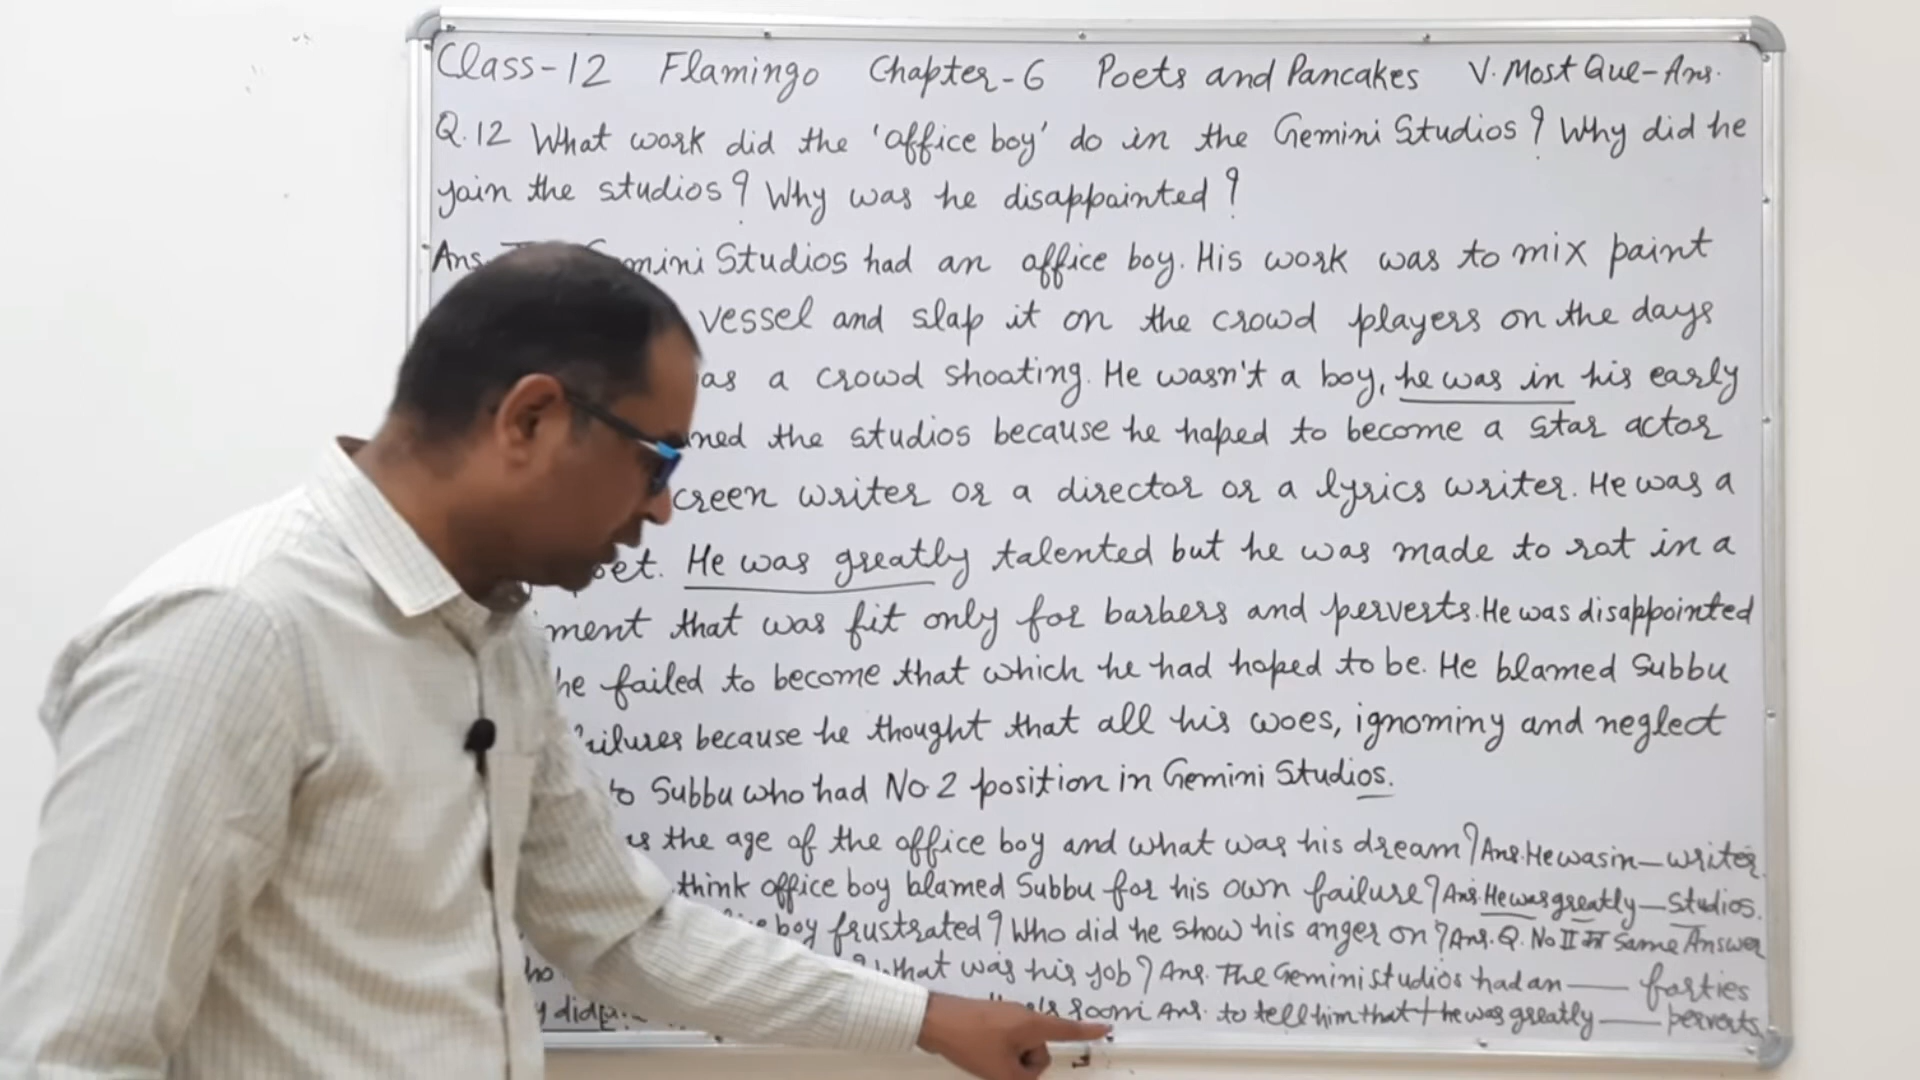 Class-12 Flamingo Chapter-6 Poets and Pancakes V. Most Que-Ans.
Q.12 What work did the 'office boy' do in the Gemini Studios? Why did he
join the studios? Why was he disappointed?
Ans. Gemini Studios had an office boy. His work was to mix paint
vessel and slap it on the crowd players on the days
as a crowd shooting. He wasn't a boy, he was in his early
the studios because he hoped to become a star actor
writer or a director or a lyrics writer. He was a
He was greatly talented but he was made to rot in a
that was fit only for barbers and perverts. He was disappointed
he failed to become that which he had hoped to be. He blamed Subbu
because he thought that all his woes, ignominy and neglect
Subbu who had No.2 position in Gemini Studios.
the age of the office boy and what was his dream? Ans. He was in — writer.
think office boy blamed Subbu for his own failure? Ans. He was greatly — studios.
boy frustrated? Who did he show his anger on? Ans. Q. No II का Same Answer
What was his job? Ans. The Gemini studios had an — forties
did room Ans. to tell him that he was greatly — perverts